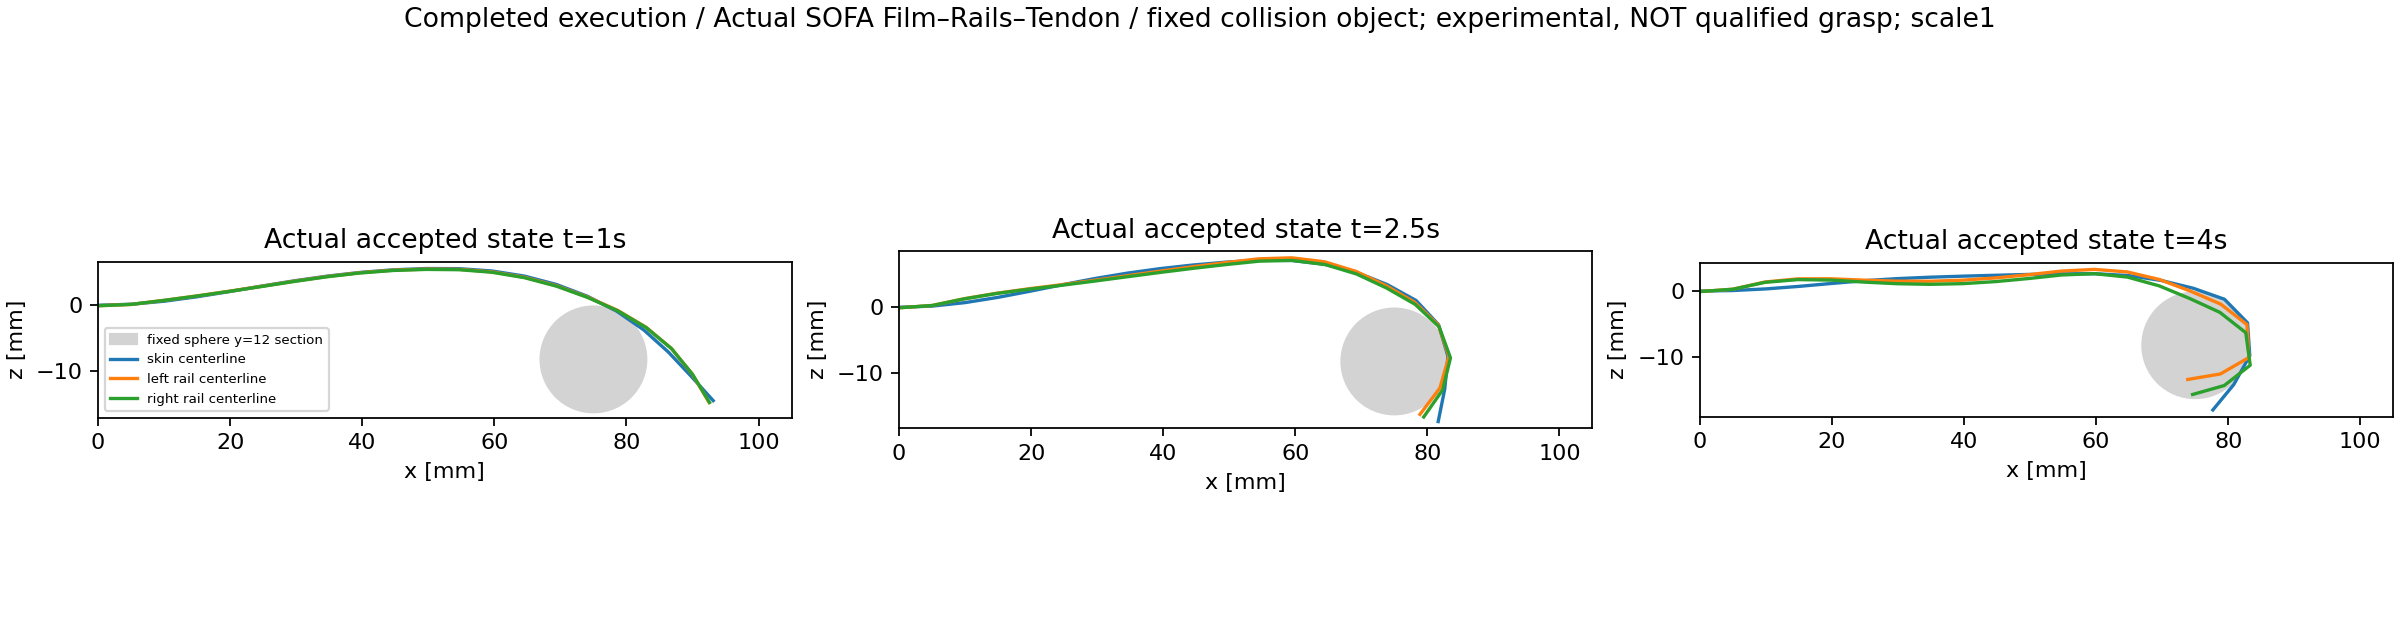 Completed execution / Actual SOFA Film–Rails–Tendon / fixed collision object; experimental, NOT qualified grasp; scale1
Actual accepted state t=1s
0
−10
z [mm]
fixed sphere y=12 section
skin centerline
left rail centerline
right rail centerline
0 20 40 60 80 100
x [mm]
Actual accepted state t=2.5s
0
−10
z [mm]
0 20 40 60 80 100
x [mm]
Actual accepted state t=4s
0
−10
z [mm]
0 20 40 60 80 100
x [mm]